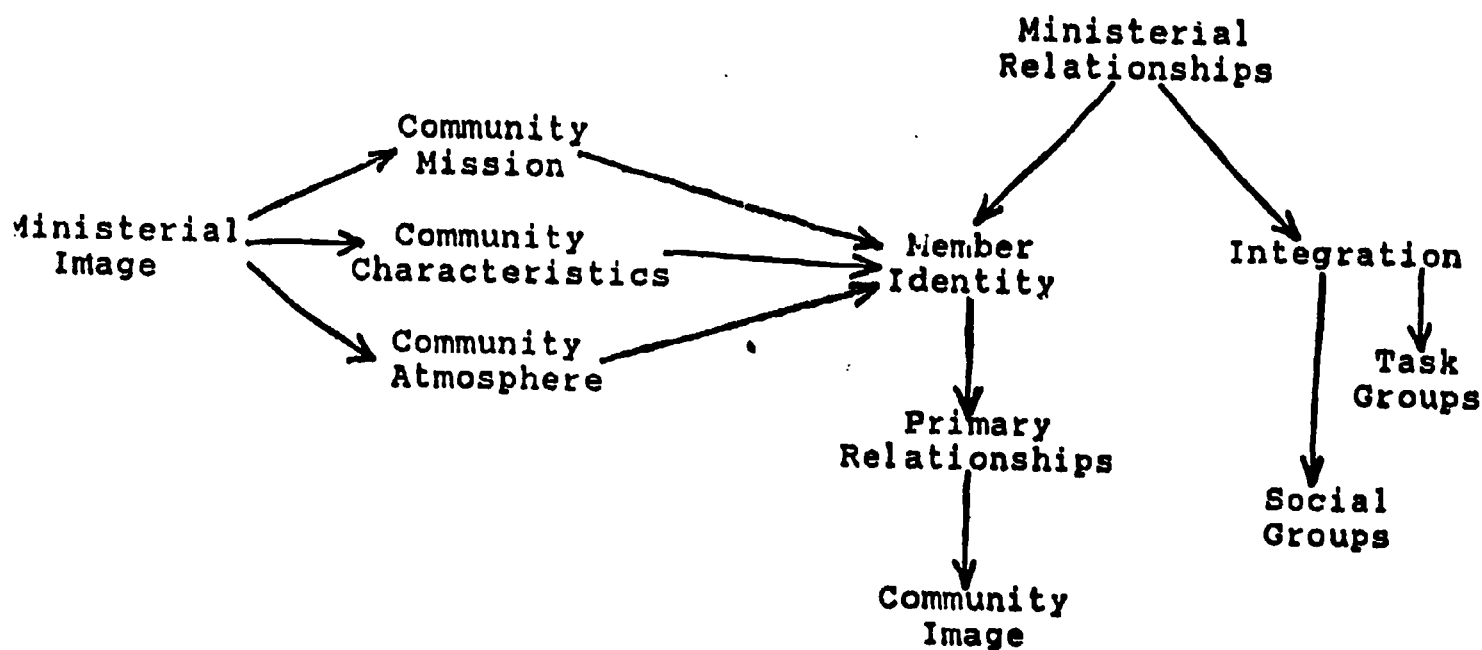 Ministerial
Relationships
Community
Mission
Ministerial
Image
Community
Characteristics
Member
Identity
Integration
Community
Atmosphere
Task
Groups
Primary
Relationships
Social
Groups
Community
Image